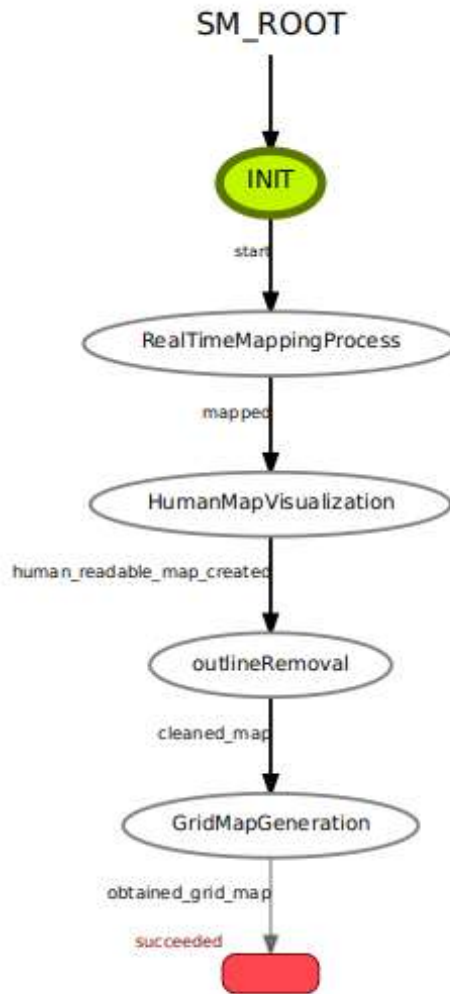 SM_ROOT
INIT
start
RealTimeMappingProcess
mapped
HumanMapVisualization
human_readable_map_created
outlineRemoval
cleaned_map
GridMapGeneration
obtained_grid_map
succeeded